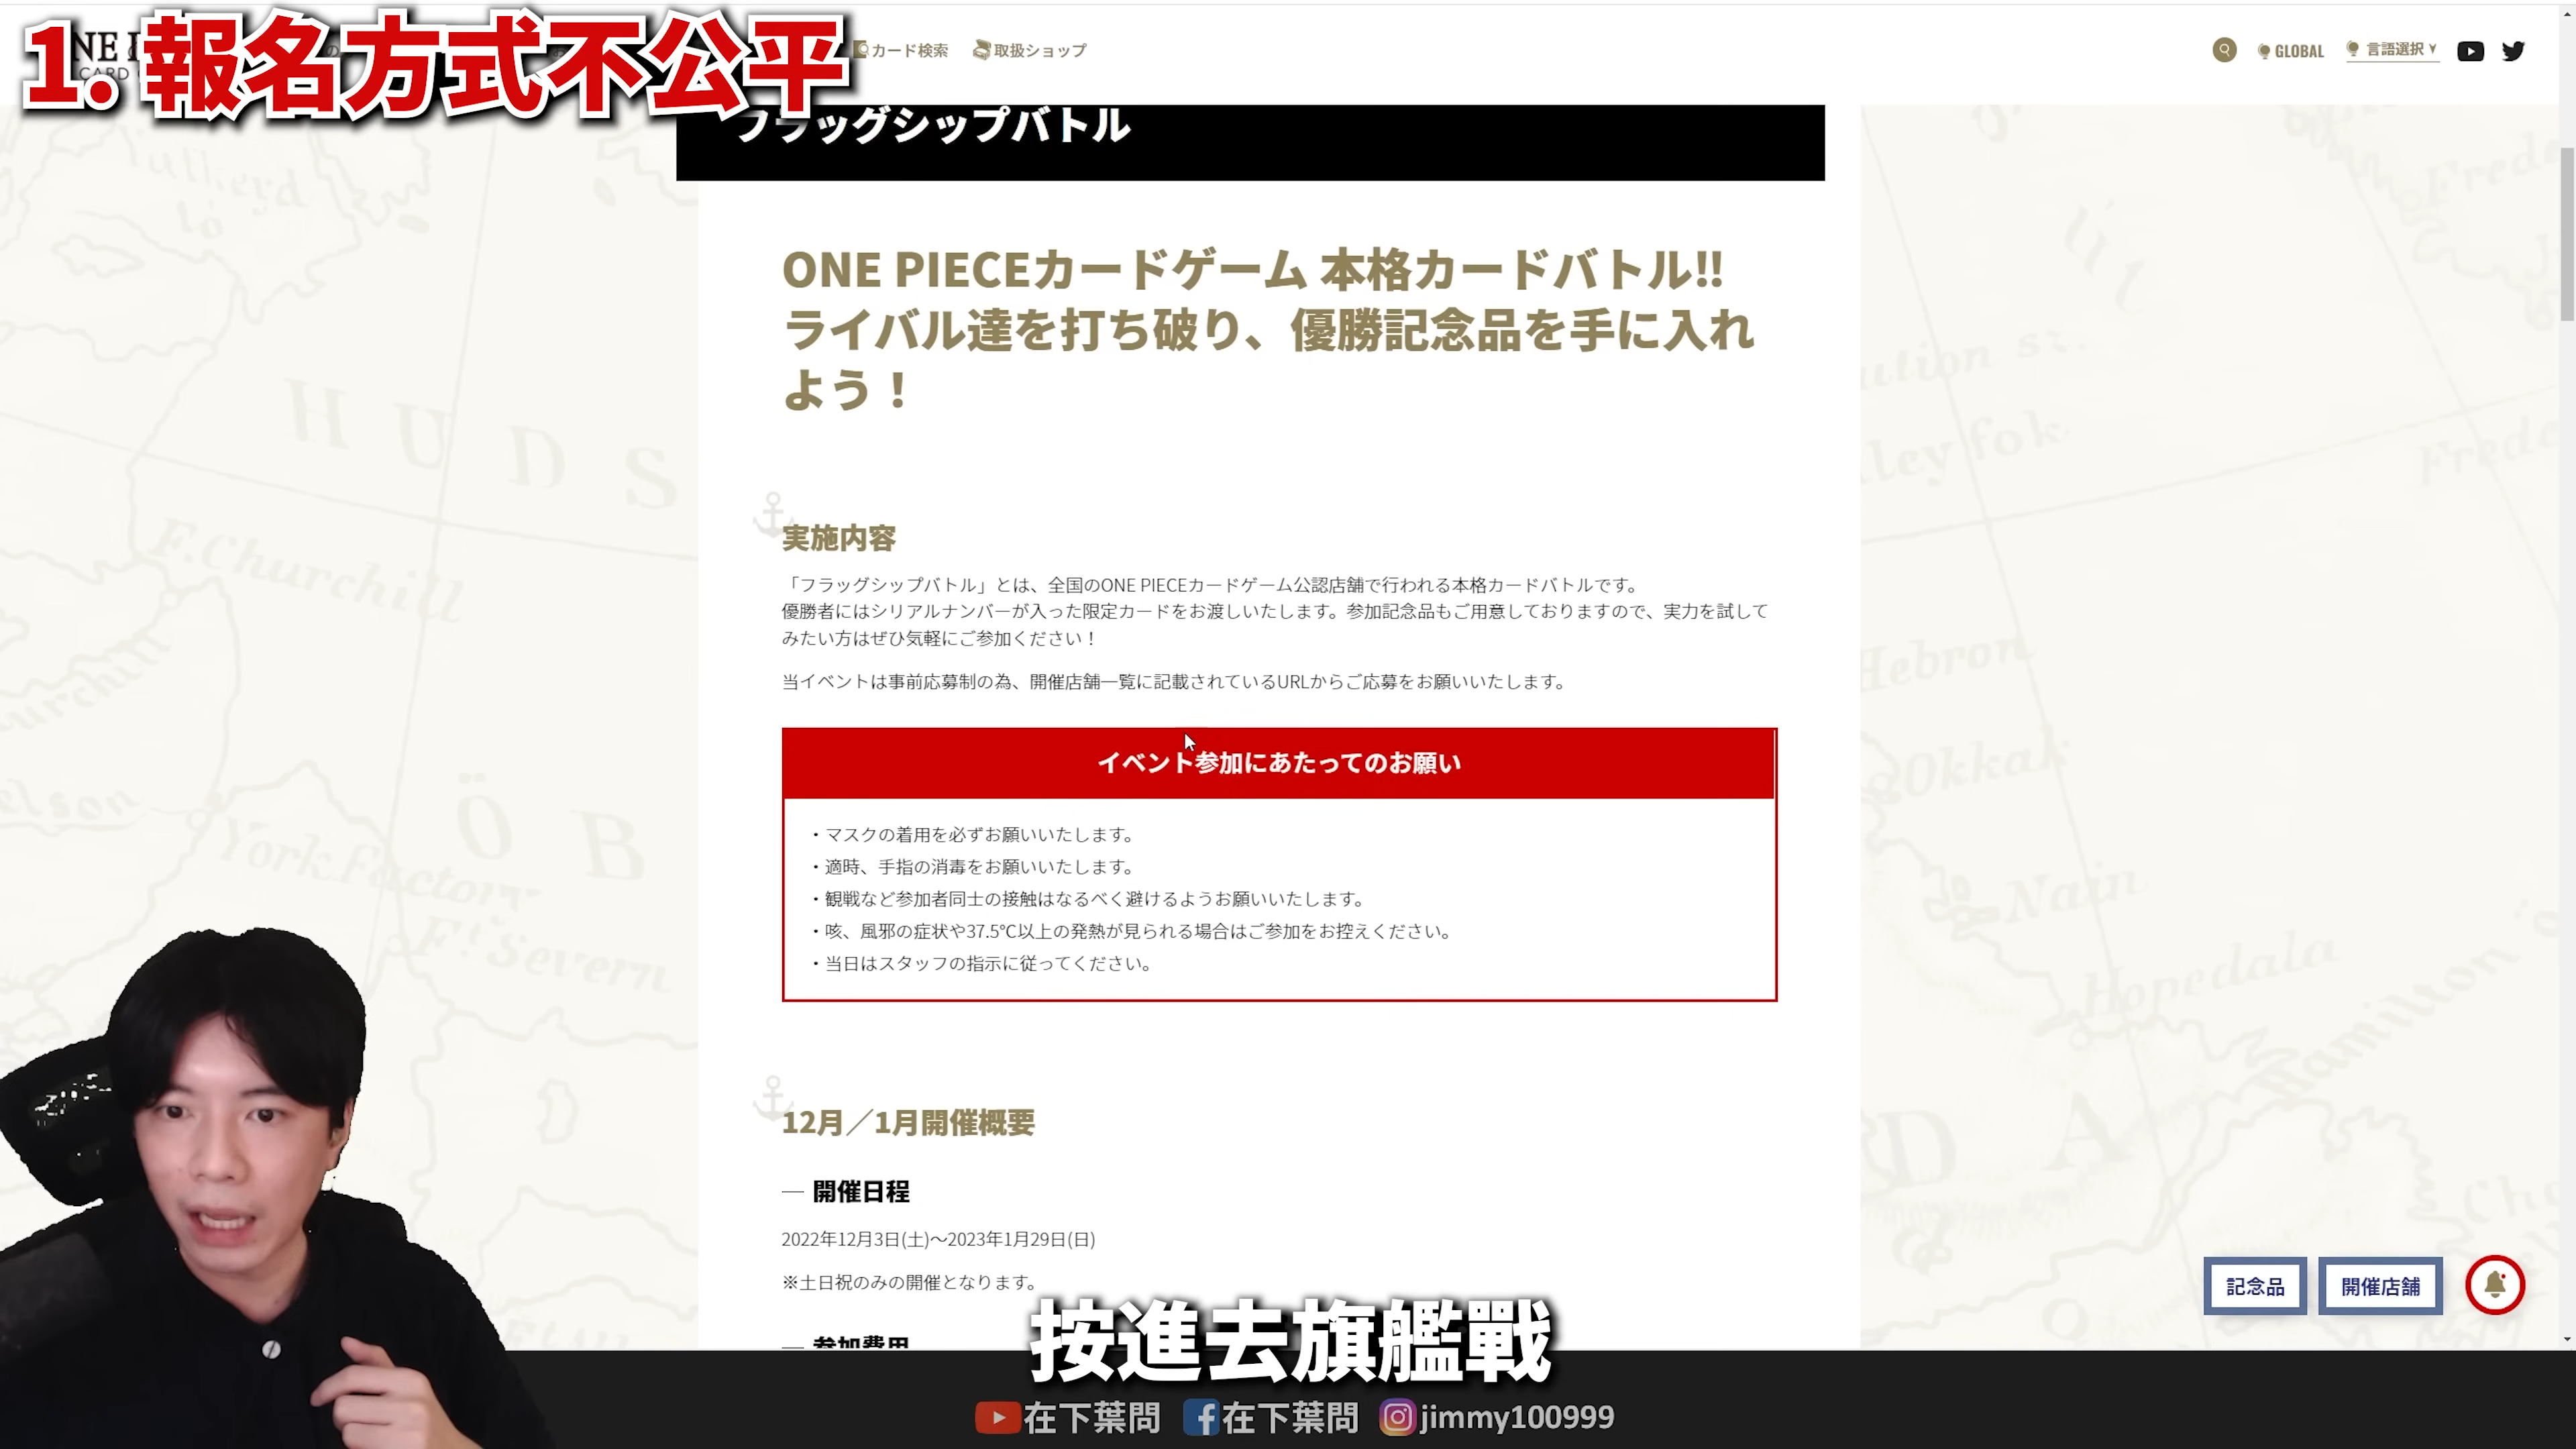 1. 報名方式不公平
カード検索
取扱ショップ
GLOBAL
言語選択
フラッグシップバトル
ONE PIECEカードゲーム 本格カードバトル!!
ライバル達を打ち破り、優勝記念品を手に入れ
よう！
実施内容
「フラッグシップバトル」とは、全国のONE PIECEカードゲーム公認店舗で行われる本格カードバトルです。
優勝者にはシリアルナンバーが入った限定カードをお渡しいたします。参加記念品もご用意しておりますので、実力を試して
みたい方はぜひ気軽にご参加ください！
当イベントは事前応募制の為、開催店舗一覧に記載されているURLからご応募をお願いいたします。
イベント参加にあたってのお願い
・マスクの着用を必ずお願いいたします。
・適時、手指の消毒をお願いいたします。
・観戦など参加者同士の接触はなるべく避けるようお願いいたします。
・咳、風邪の症状や37.5℃以上の発熱が見られる場合はご参加をお控えください。
・当日はスタッフの指示に従ってください。
12月／1月開催概要
開催日程
2022年12月3日(土)～2023年1月29日(日)
※土日祝のみの開催となります。
参加費用
記念品
開催店舗
按進去旗艦戰
在下葉問
在下葉問
jimmy100999
H U D S
F.Churchill
York Factory
Ft Severn
Ö B
Hebron
Okkak
Nain
Hopedala
Hamilton
D A